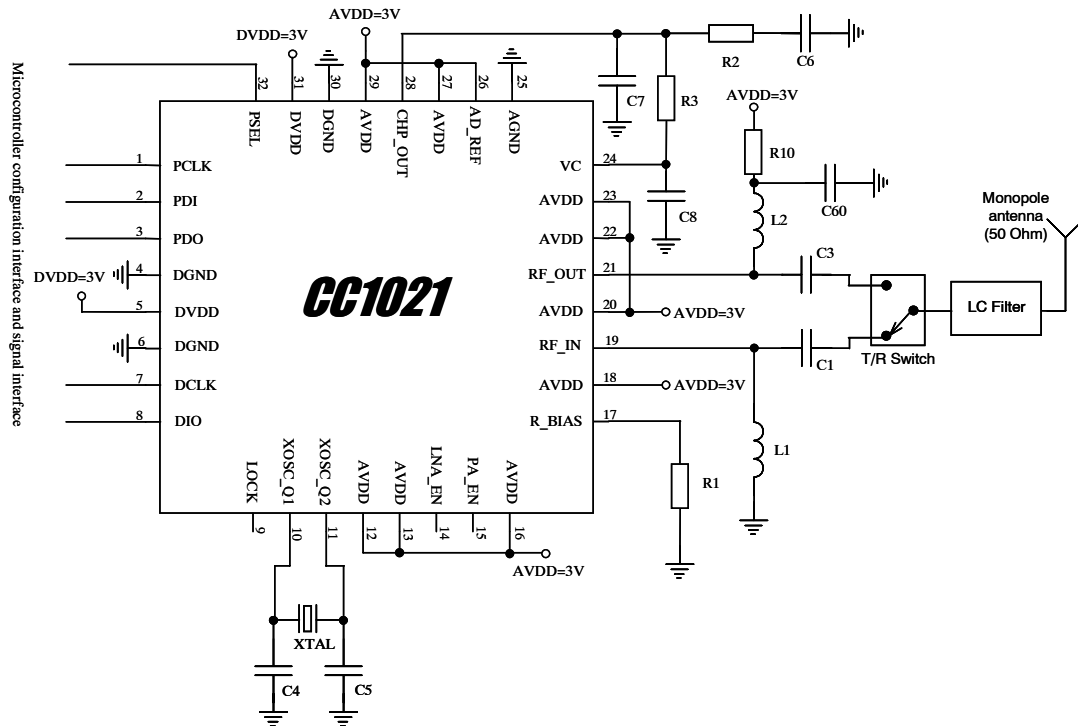 AVDD=3V
DVDD=3V
Microcontroller configuration interface and signal interface
32
31
30
29
28
27
26
25
PSEL
DVDD
DGND
AVDD
CHP_OUT
AVDD
AD_REF
AGND
R2
C6
C7
R3
AVDD=3V
R10
C60
L2
C8
1 PCLK
2 PDI
3 PDO
4 DGND
DVDD=3V
5 DVDD
6 DGND
7 DCLK
8 DIO
CC1021
VC 24
AVDD 23
AVDD 22
RF_OUT 21
AVDD 20
AVDD=3V
RF_IN 19
AVDD 18
AVDD=3V
R_BIAS 17
C3
C1
T/R Switch
LC Filter
Monopole
antenna
(50 Ohm)
L1
R1
LOCK
XOSC_Q1
XOSC_Q2
AVDD
AVDD
LNA_EN
PA_EN
AVDD
9
10
11
12
13
14
15
16
AVDD=3V
XTAL
C4
C5